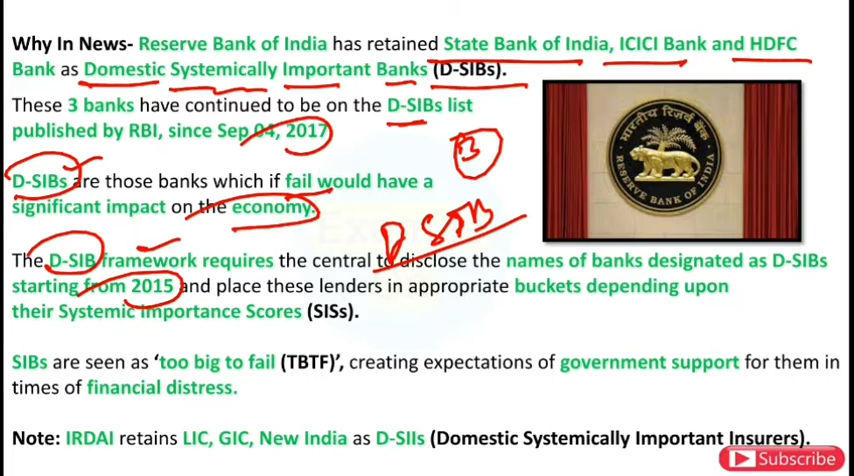 Why In News- Reserve Bank of India has retained State Bank of India, ICICI Bank and HDFC
Bank as Domestic Systemically Important Banks (D-SIBs).
These 3 banks have continued to be on the D-SIBs list
published by RBI, since Sep 04, 2017
D-SIBs are those banks which if fail would have a
significant impact on the economy.
The D-SIB framework requires the central to disclose the names of banks designated as D-SIBs
starting from 2015 and place these lenders in appropriate buckets depending upon
their Systemic Importance Scores (SISs).
SIBs are seen as 'too big to fail (TBTF)', creating expectations of government support for them in
times of financial distress.
Note: IRDAI retains LIC, GIC, New India as D-SIIs (Domestic Systemically Important Insurers).
भारतीय रिज़र्व बैंक
RESERVE BANK OF INDIA
D SIB
Subscribe